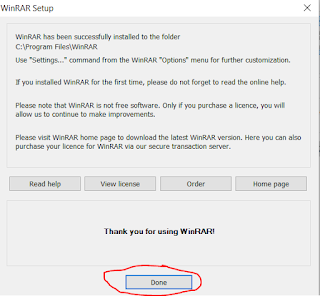 WinRAR Setup
WinRAR has been successfully installed to the folder
C:\Program Files\WinRAR
Use "Settings..." command from the WinRAR "Options" menu for further customization.
If you installed WinRAR for the first time, please do not forget to read the online help.
Please note that WinRAR is not free software. Only if you purchase a licence, you will
allow us to continue to make improvements.
Please visit WinRAR home page to download the latest WinRAR version. Here you can also
purchase your licence for WinRAR via our secure transaction server.
Read help View license Order Home page
Thank you for using WinRAR!
Done